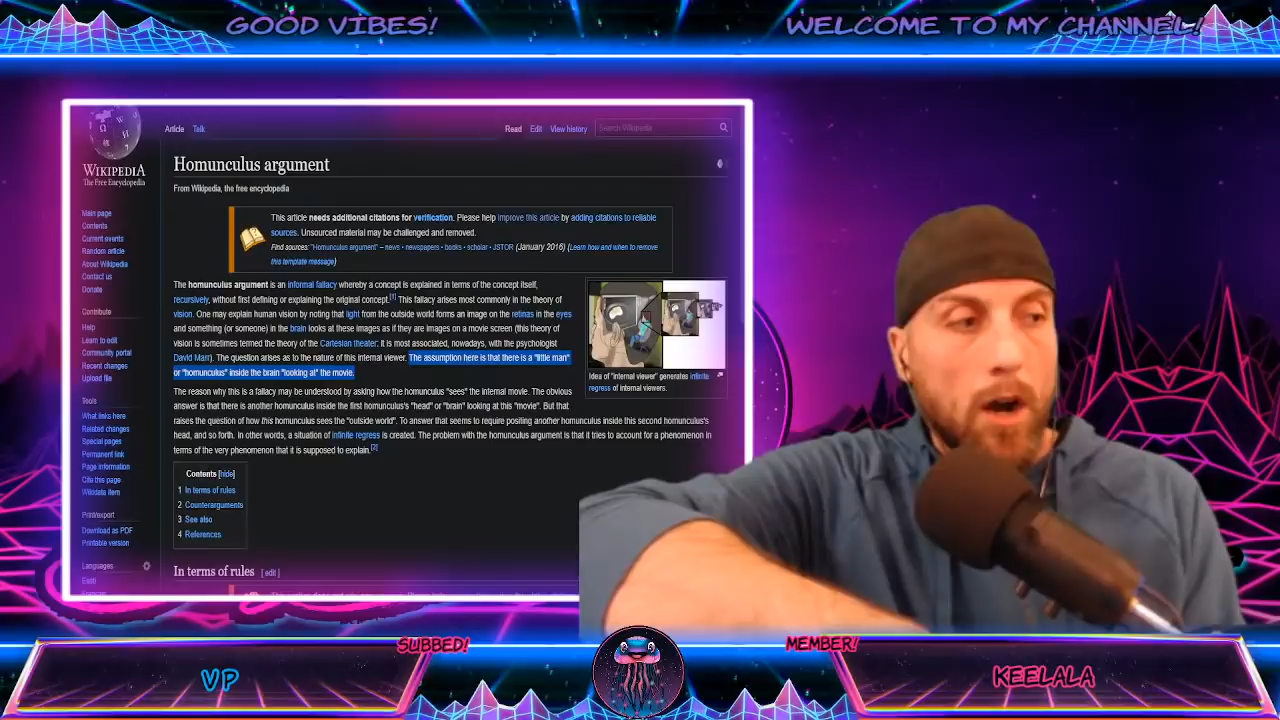 GOOD VIBES!
WELCOME TO MY CHANNEL!
WIKIPEDIA
The Free Encyclopedia
Main page
Contents
Current events
Random article
About Wikipedia
Contact us
Donate
Contribute
Help
Learn to edit
Community portal
Recent changes
Upload file
Tools
What links here
Related changes
Special pages
Permanent link
Page information
Cite this page
Wikidata item
Print/export
Download as PDF
Printable version
Languages
Eesti
Article Talk
Read Edit View history
Search Wikipedia
Homunculus argument
From Wikipedia, the free encyclopedia
This article needs additional citations for verification. Please help improve this article by adding citations to reliable
sources. Unsourced material may be challenged and removed.
Find sources: "Homunculus argument" – news • newspapers • books • scholar • JSTOR (January 2016) (Learn how and when to remove
this template message)
The homunculus argument is an informal fallacy whereby a concept is explained in terms of the concept itself,
recursively, without first defining or explaining the original concept.[1] This fallacy arises most commonly in the theory of
vision. One may explain human vision by noting that light from the outside world forms an image on the retinas in the eyes
and something (or someone) in the brain looks at these images as if they are images on a movie screen (this theory of
vision is sometimes termed the theory of the Cartesian theater: it is most associated, nowadays, with the psychologist
David Marr). The question arises as to the nature of this internal viewer. The assumption here is that there is a "little man"
or "homunculus" inside the brain "looking at" the movie.
Idea of "internal viewer" generates infinite
regress of internal viewers.
The reason why this is a fallacy may be understood by asking how the homunculus "sees" the internal movie. The obvious
answer is that there is another homunculus inside the first homunculus's "head" or "brain" looking at this "movie". But that
raises the question of how this homunculus sees the "outside world". To answer that seems to require positing another homunculus inside this second homunculus's
head, and so forth. In other words, a situation of infinite regress is created. The problem with the homunculus argument is that it tries to account for a phenomenon in
terms of the very phenomenon that it is supposed to explain.[2]
Contents [hide]
1 In terms of rules
2 Counterarguments
3 See also
4 References
In terms of rules [ edit ]
SUBBED!
VP
MEMBER!
KEELALA